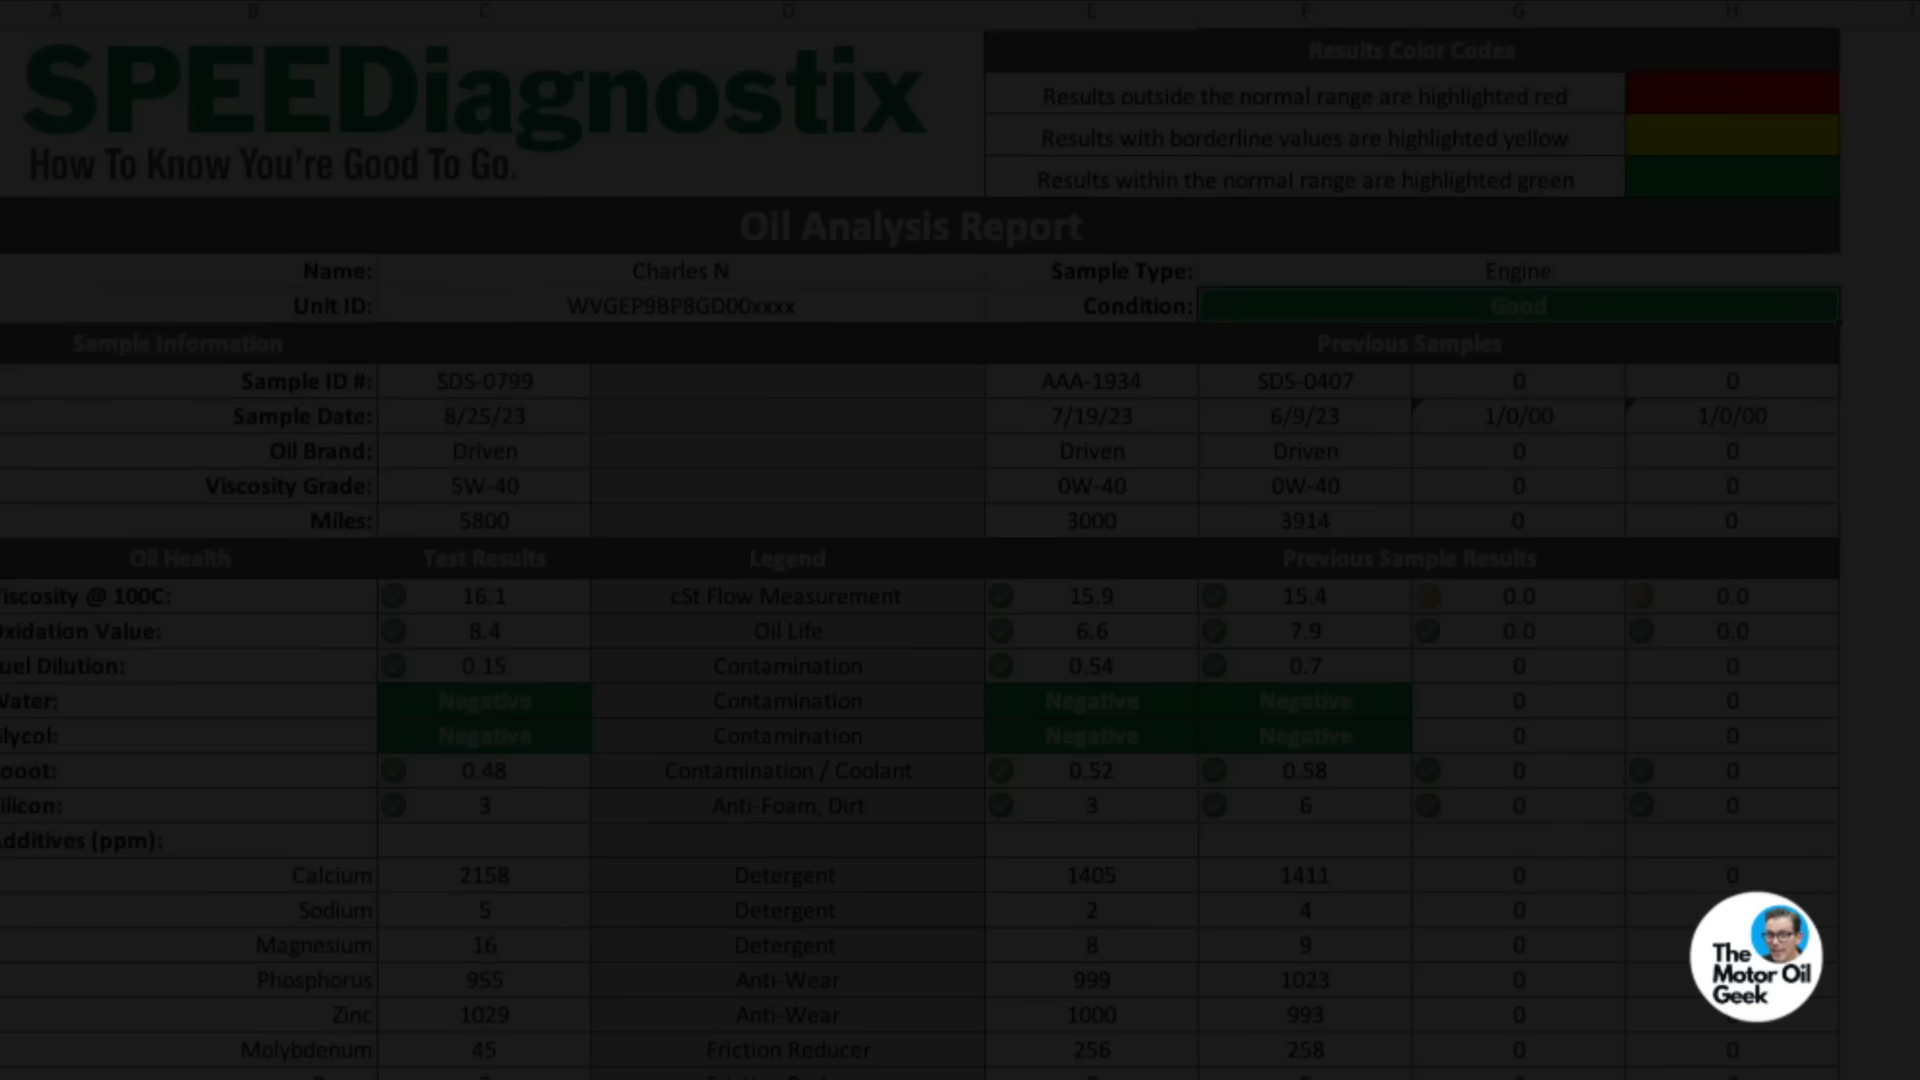 A B C D E F G H I
SPEEDiagnostix
How To Know You're Good To Go.
Results Color Codes
Results outside the normal range are highlighted red
Results with borderline values are highlighted yellow
Results within the normal range are highlighted green
Oil Analysis Report
Name: Charles N Sample Type: Engine
Unit ID: WVGEP9BP8GD00xxxx Condition: Good
Sample Information Previous Samples
Sample ID #: SDS-0799 AAA-1934 SDS-0407 0 0
Sample Date: 8/25/23 7/19/23 6/9/23 1/0/00 1/0/00
Oil Brand: Driven Driven Driven 0 0
Viscosity Grade: 5W-40 0W-40 0W-40 0 0
Miles: 5800 3000 3914 0 0
Oil Health Test Results Legend Previous Sample Results
iscosity @ 100C: 16.1 cSt Flow Measurement 15.9 15.4 0.0 0.0
Oxidation Value: 8.4 Oil Life 6.6 7.9 0.0 0.0
uel Dilution: 0.15 Contamination 0.54 0.7 0 0
Water: Negative Contamination Negative Negative 0 0
lycol: Negative Contamination Negative Negative 0 0
ooot: 0.48 Contamination / Coolant 0.52 0.58 0 0
ilicon: 3 Anti-Foam, Dirt 3 6 0 0
Additives (ppm):
Calcium 2158 Detergent 1405 1411 0 0
Sodium 5 Detergent 2 4 0
Magnesium 16 Detergent 8 9 0
Phosphorus 955 Anti-Wear 999 1023 0
Zinc 1029 Anti-Wear 1000 993 0 0
Molybdenum 45 Friction Reducer 256 258 0 0
The
Motor Oil
Geek